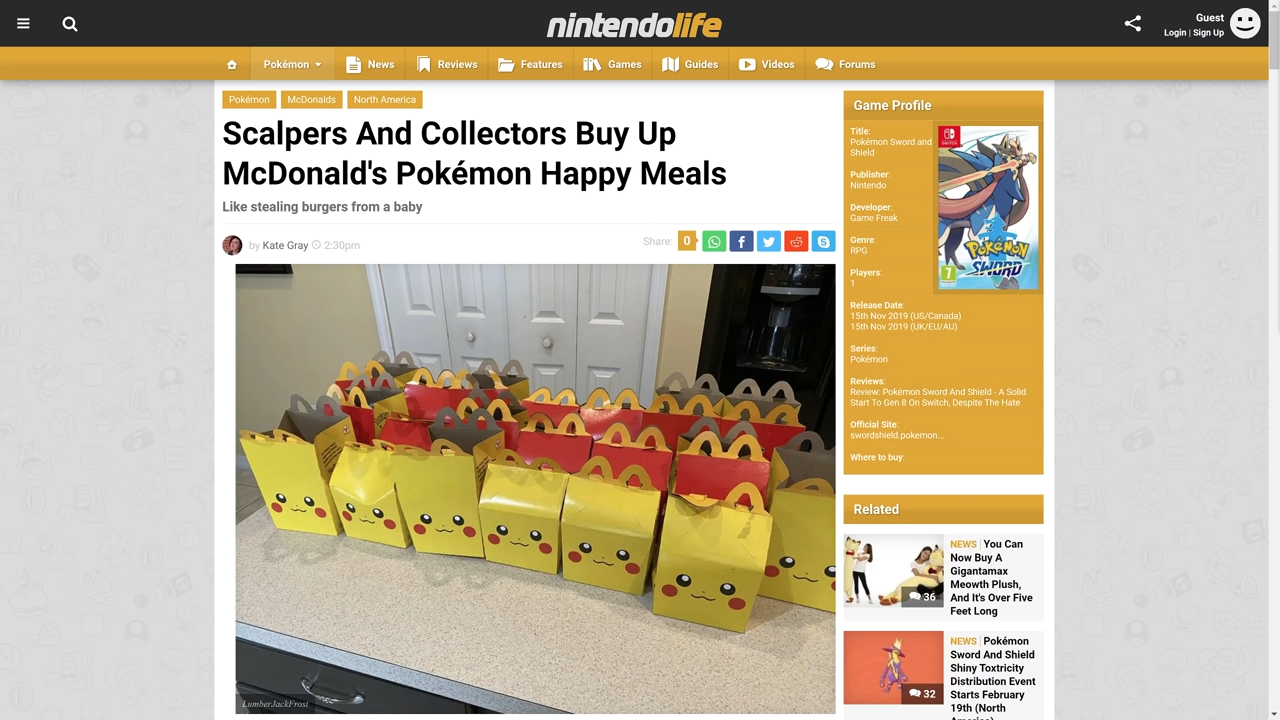 nintendolife
Guest
Login | Sign Up
Pokémon
News
Reviews
Features
Games
Guides
Videos
Forums
Pokémon
McDonalds
North America
Scalpers And Collectors Buy Up
McDonald's Pokémon Happy Meals
Like stealing burgers from a baby
by Kate Gray 2:30pm
Share: 0
LumberJackFrost
Game Profile
Title:
Pokémon Sword and
Shield
Publisher:
Nintendo
Developer:
Game Freak
Genre:
RPG
Players:
1
Release Date:
15th Nov 2019 (US/Canada)
15th Nov 2019 (UK/EU/AU)
Series:
Pokémon
Reviews:
Review: Pokémon Sword And Shield - A Solid
Start To Gen 8 On Switch, Despite The Hate
Official Site:
swordshield.pokemon...
Where to buy:
POKÉMON
SWORD
7
Related
NEWS | You Can
Now Buy A
Gigantamax
Meowth Plush,
And It's Over Five
Feet Long
36
NEWS | Pokémon
Sword And Shield
Shiny Toxtricity
Distribution Event
Starts February
19th (North
America)
32